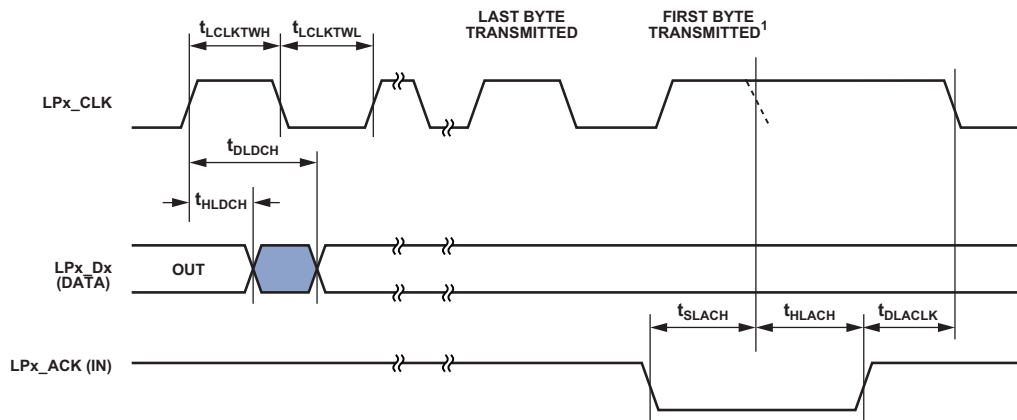 LAST BYTE
TRANSMITTED
FIRST BYTE
TRANSMITTED¹
tLCLKTWH
tLCLKTWL
LPx_CLK
tDLDCH
tHLDCH
LPx_Dx
(DATA)
OUT
tSLACH
tHLACH
tDLACLK
LPx_ACK (IN)